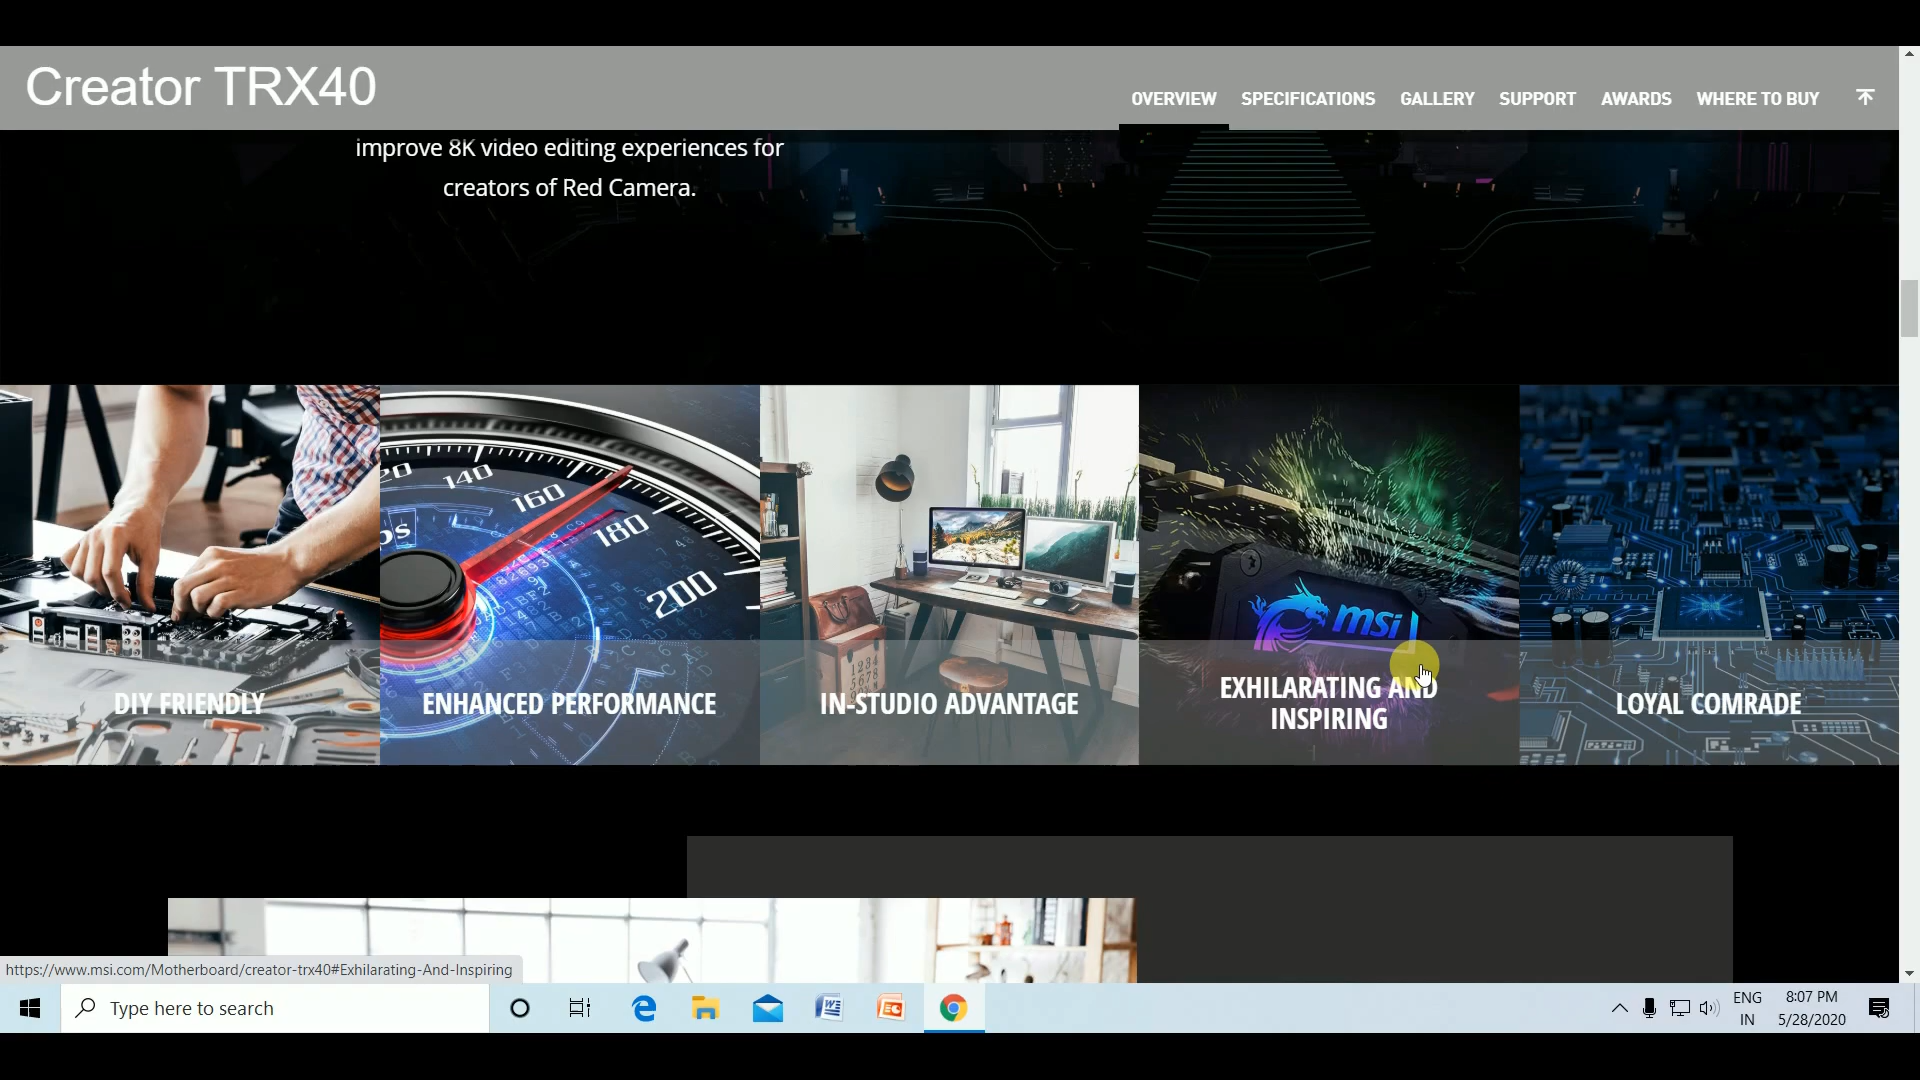 Creator TRX40
OVERVIEW SPECIFICATIONS GALLERY SUPPORT AWARDS WHERE TO BUY
improve 8K video editing experiences for
creators of Red Camera.
140
160
180
200
msi
DIY FRIENDLY
ENHANCED PERFORMANCE
IN-STUDIO ADVANTAGE
EXHILARATING AND
INSPIRING
LOYAL COMRADE
https://www.msi.com/Motherboard/creator-trx40#Exhilarating-And-Inspiring
Type here to search
ENG
IN
8:07 PM
5/28/2020